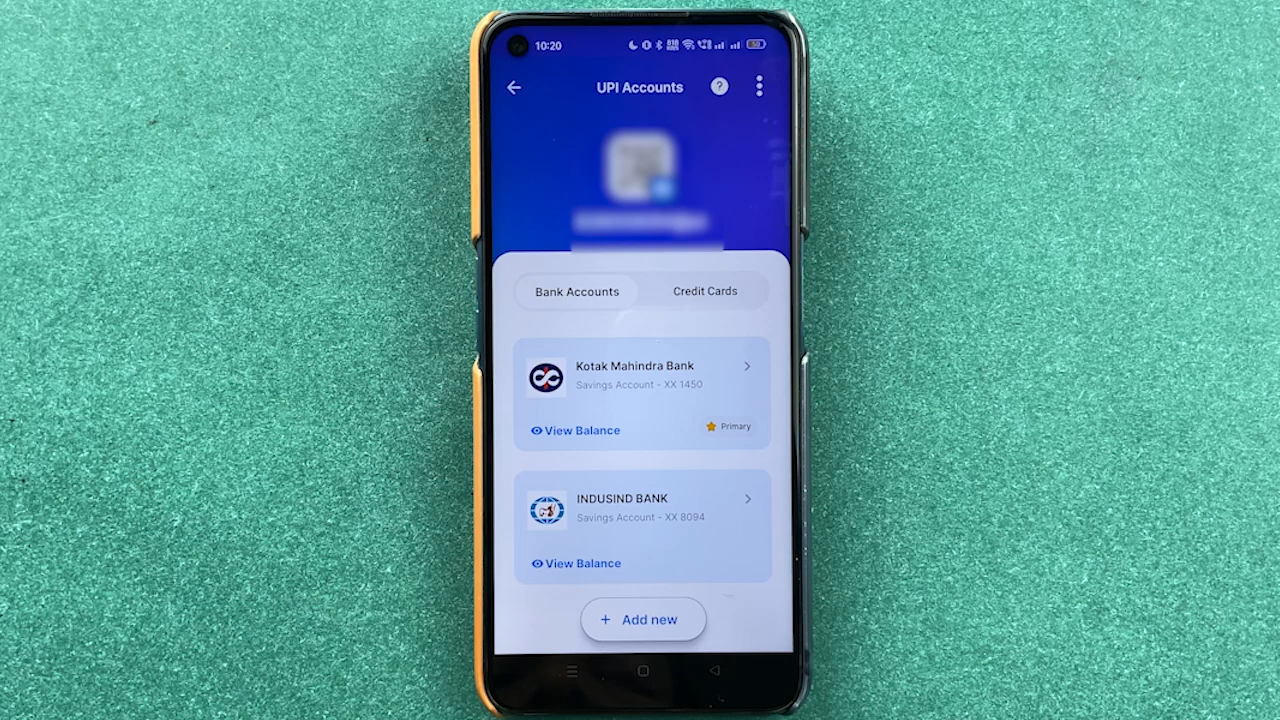 10:20
50
UPI Accounts
?
Bank Accounts
Credit Cards
Kotak Mahindra Bank
Savings Account - XX 1450
View Balance
Primary
INDUSIND BANK
Savings Account - XX 8094
View Balance
+ Add new